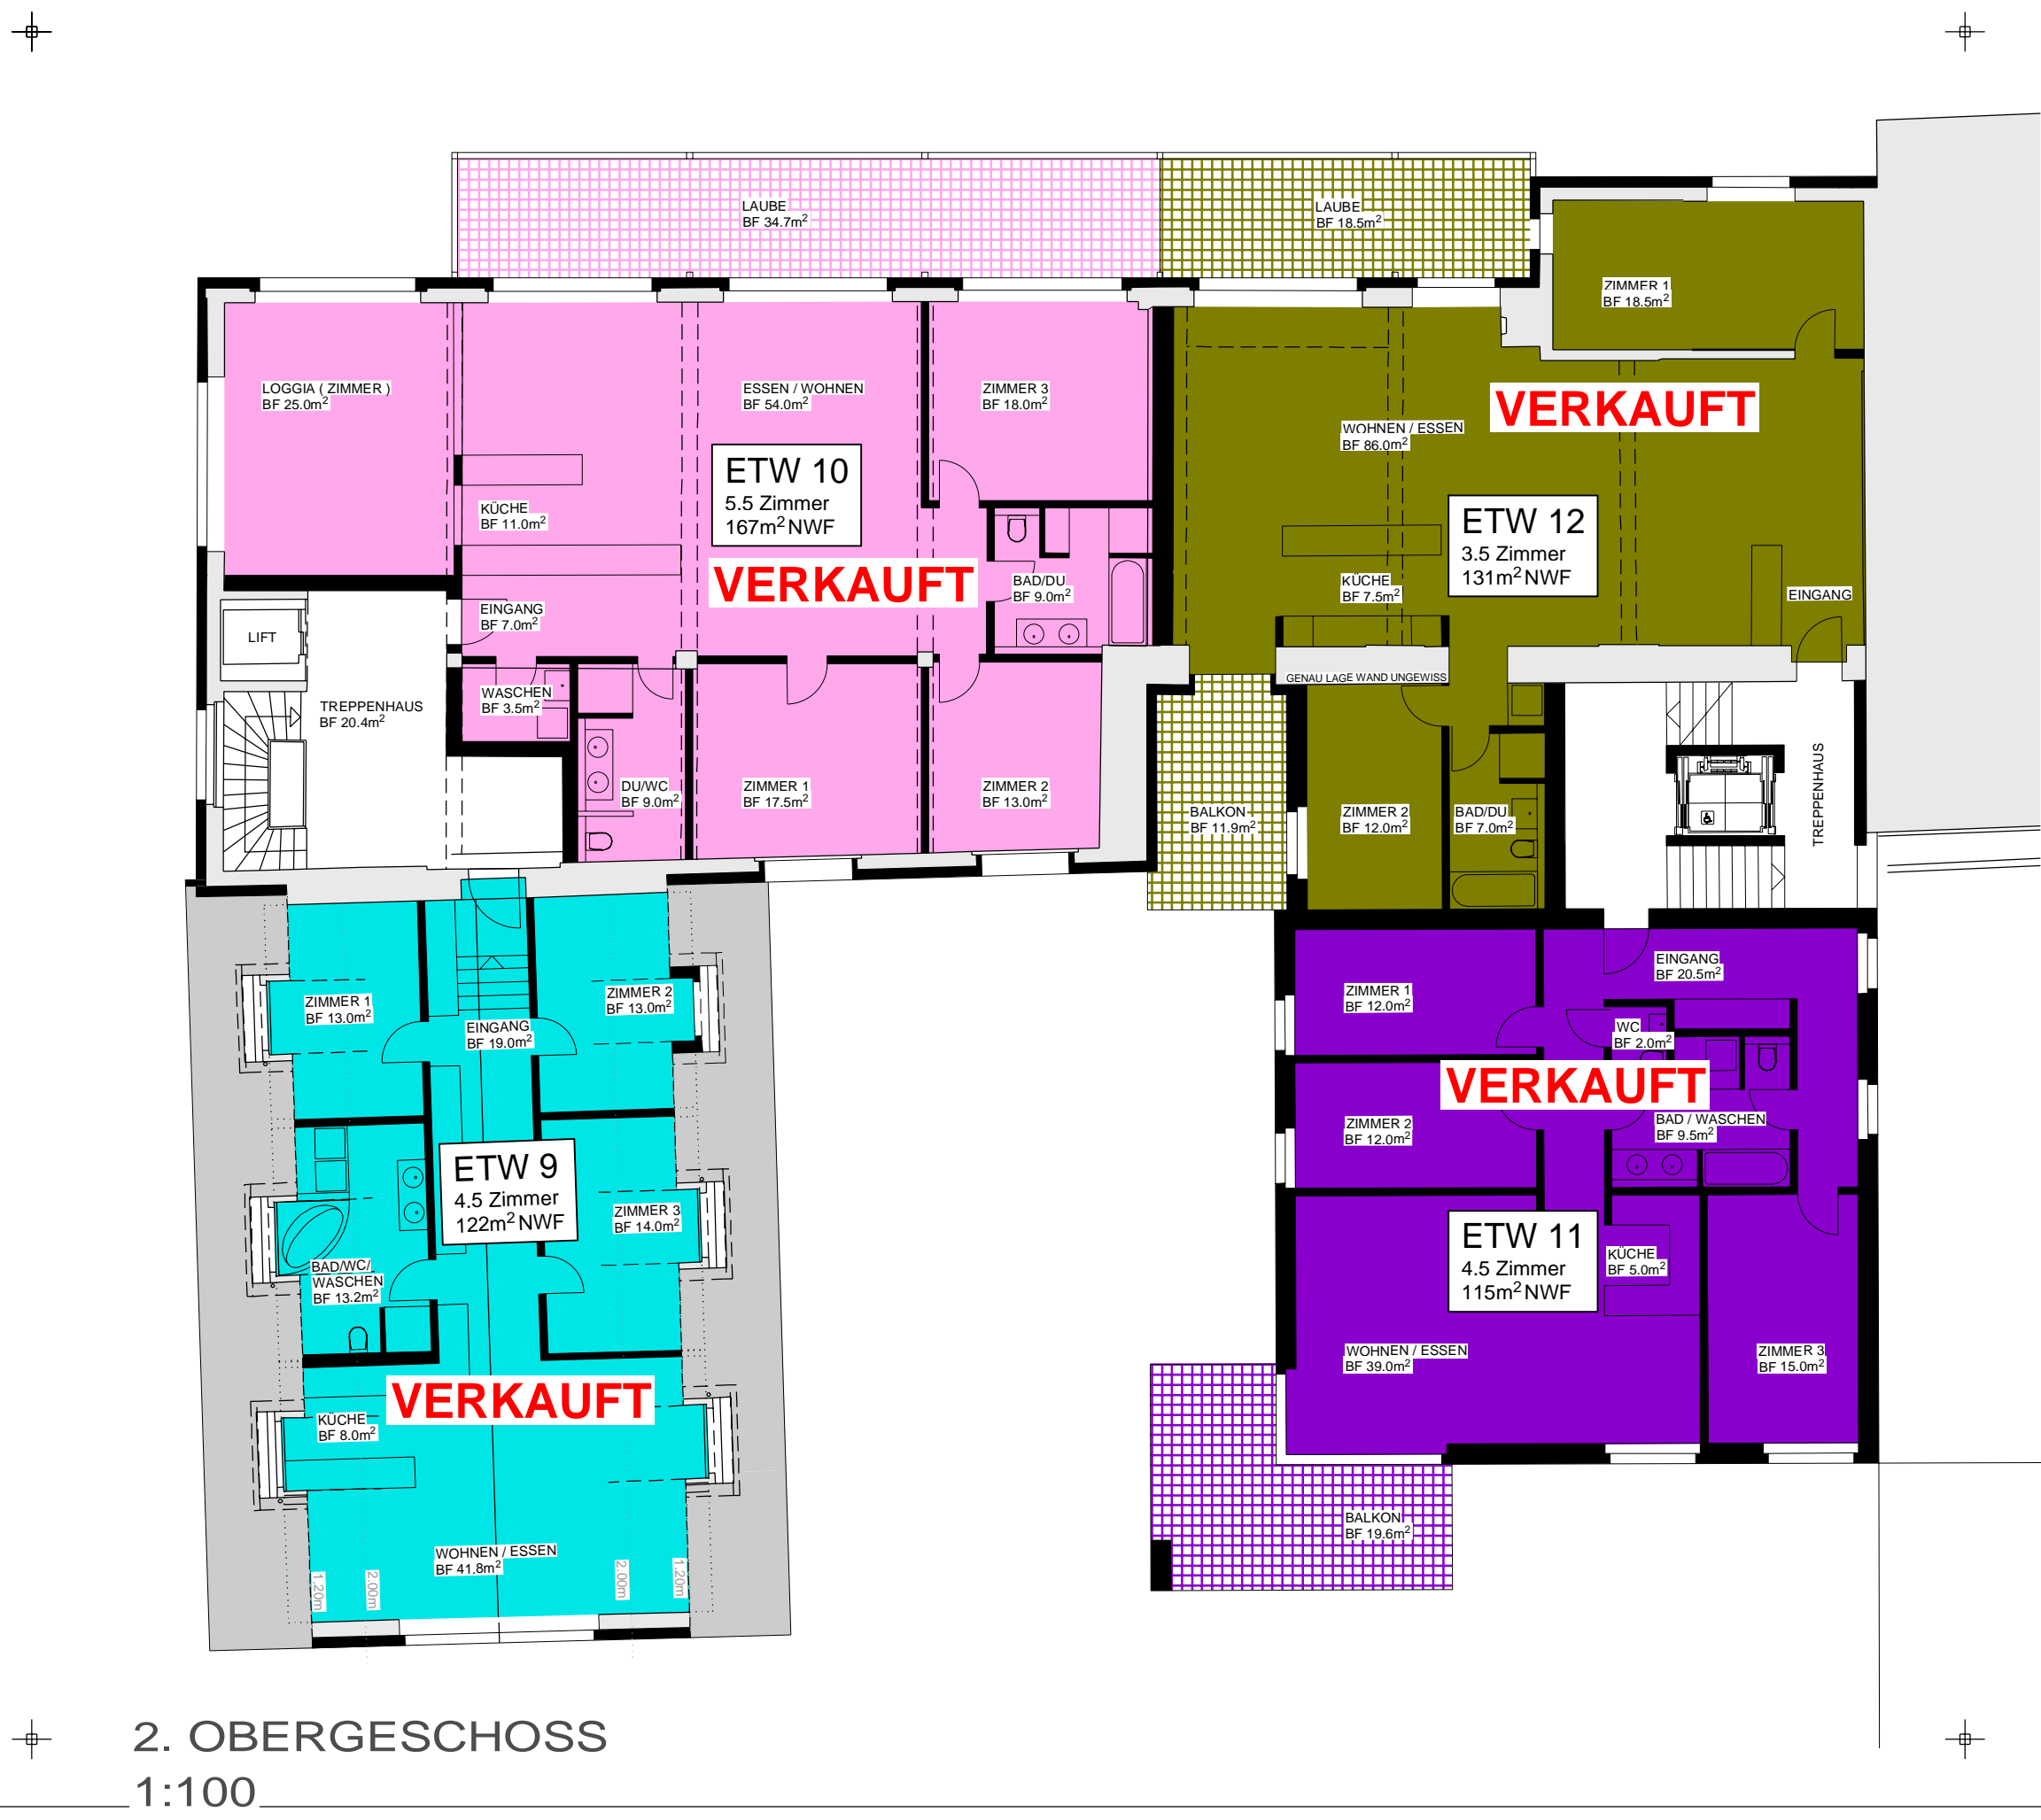 LAUBE
BF 34.7m²
LAUBE
BF 18.5m²
ZIMMER 1
BF 18.5m²
LOGGIA ( ZIMMER )
BF 25.0m²
ESSEN / WOHNEN
BF 54.0m²
ZIMMER 3
BF 18.0m²
VERKAUFT
WOHNEN / ESSEN
BF 86.0m²
ETW 10
5.5 Zimmer
167m² NWF
KÜCHE
BF 11.0m²
ETW 12
3.5 Zimmer
131m² NWF
VERKAUFT
BAD/DU
BF 9.0m²
KÜCHE
BF 7.5m²
EINGANG
EINGANG
BF 7.0m²
LIFT
GENAU LAGE WAND UNGEWISS
WASCHEN
BF 3.5m²
TREPPENHAUS
BF 20.4m²
DU/WC
BF 9.0m²
ZIMMER 1
BF 17.5m²
ZIMMER 2
BF 13.0m²
BALKON
BF 11.9m²
ZIMMER 2
BF 12.0m²
BAD/DU
BF 7.0m²
TREPPENHAUS
ZIMMER 1
BF 13.0m²
ZIMMER 2
BF 13.0m²
EINGANG
BF 19.0m²
ZIMMER 1
BF 12.0m²
EINGANG
BF 20.5m²
WC
BF 2.0m²
VERKAUFT
ZIMMER 2
BF 12.0m²
BAD / WASCHEN
BF 9.5m²
ETW 9
4.5 Zimmer
122m² NWF
ZIMMER 3
BF 14.0m²
BAD/WC/
WASCHEN
BF 13.2m²
ETW 11
4.5 Zimmer
115m² NWF
KÜCHE
BF 5.0m²
WOHNEN / ESSEN
BF 39.0m²
ZIMMER 3
BF 15.0m²
VERKAUFT
KÜCHE
BF 8.0m²
BALKON
BF 19.6m²
WOHNEN / ESSEN
BF 41.8m²
1.20m
2.00m
2.00m
1.20m
2. OBERGESCHOSS
1:100